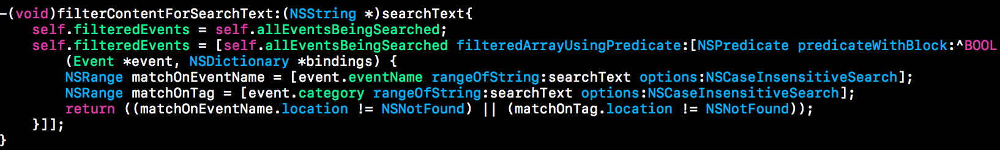 -(void)filterContentForSearchText:(NSString *)searchText{
    self.filteredEvents = self.allEventsBeingSearched;
    self.filteredEvents = [self.allEventsBeingSearched filteredArrayUsingPredicate:[NSPredicate predicateWithBlock:^BOOL
        (Event *event, NSDictionary *bindings) {
        NSRange matchOnEventName = [event.eventName rangeOfString:searchText options:NSCaseInsensitiveSearch];
        NSRange matchOnTag = [event.category rangeOfString:searchText options:NSCaseInsensitiveSearch];
        return ((matchOnEventName.location != NSNotFound) || (matchOnTag.location != NSNotFound));
    }]];
}